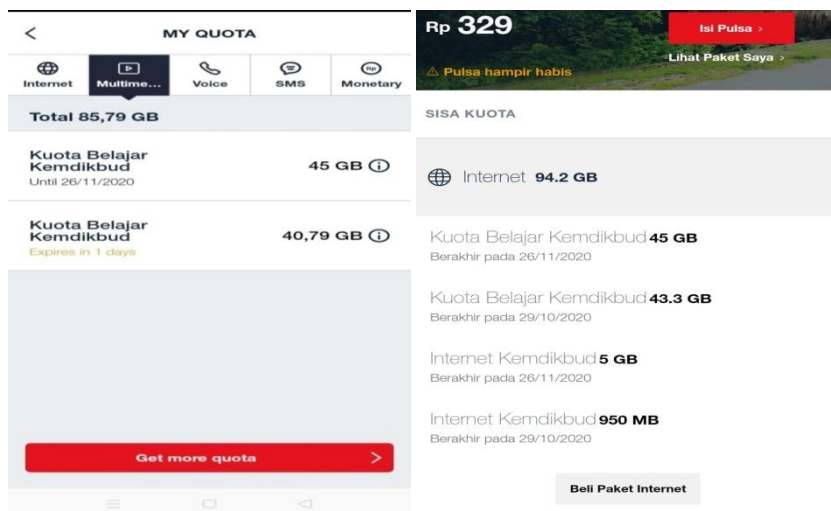 MY QUOTA
Internet
Multime...
Voice
SMS
Rp
Monetary
Total 85,79 GB
Kuota Belajar
Kemdikbud
45 GB
Until 26/11/2020
Kuota Belajar
Kemdikbud
40,79 GB
Expires in 1 days
Get more quota
Rp 329
Isi Pulsa
Pulsa hampir habis
Lihat Paket Saya
SISA KUOTA
Internet 94.2 GB
Kuota Belajar Kemdikbud 45 GB
Berakhir pada 26/11/2020
Kuota Belajar Kemdikbud 43.3 GB
Berakhir pada 29/10/2020
Internet Kemdikbud 5 GB
Berakhir pada 26/11/2020
Internet Kemdikbud 950 MB
Berakhir pada 29/10/2020
Beli Paket Internet